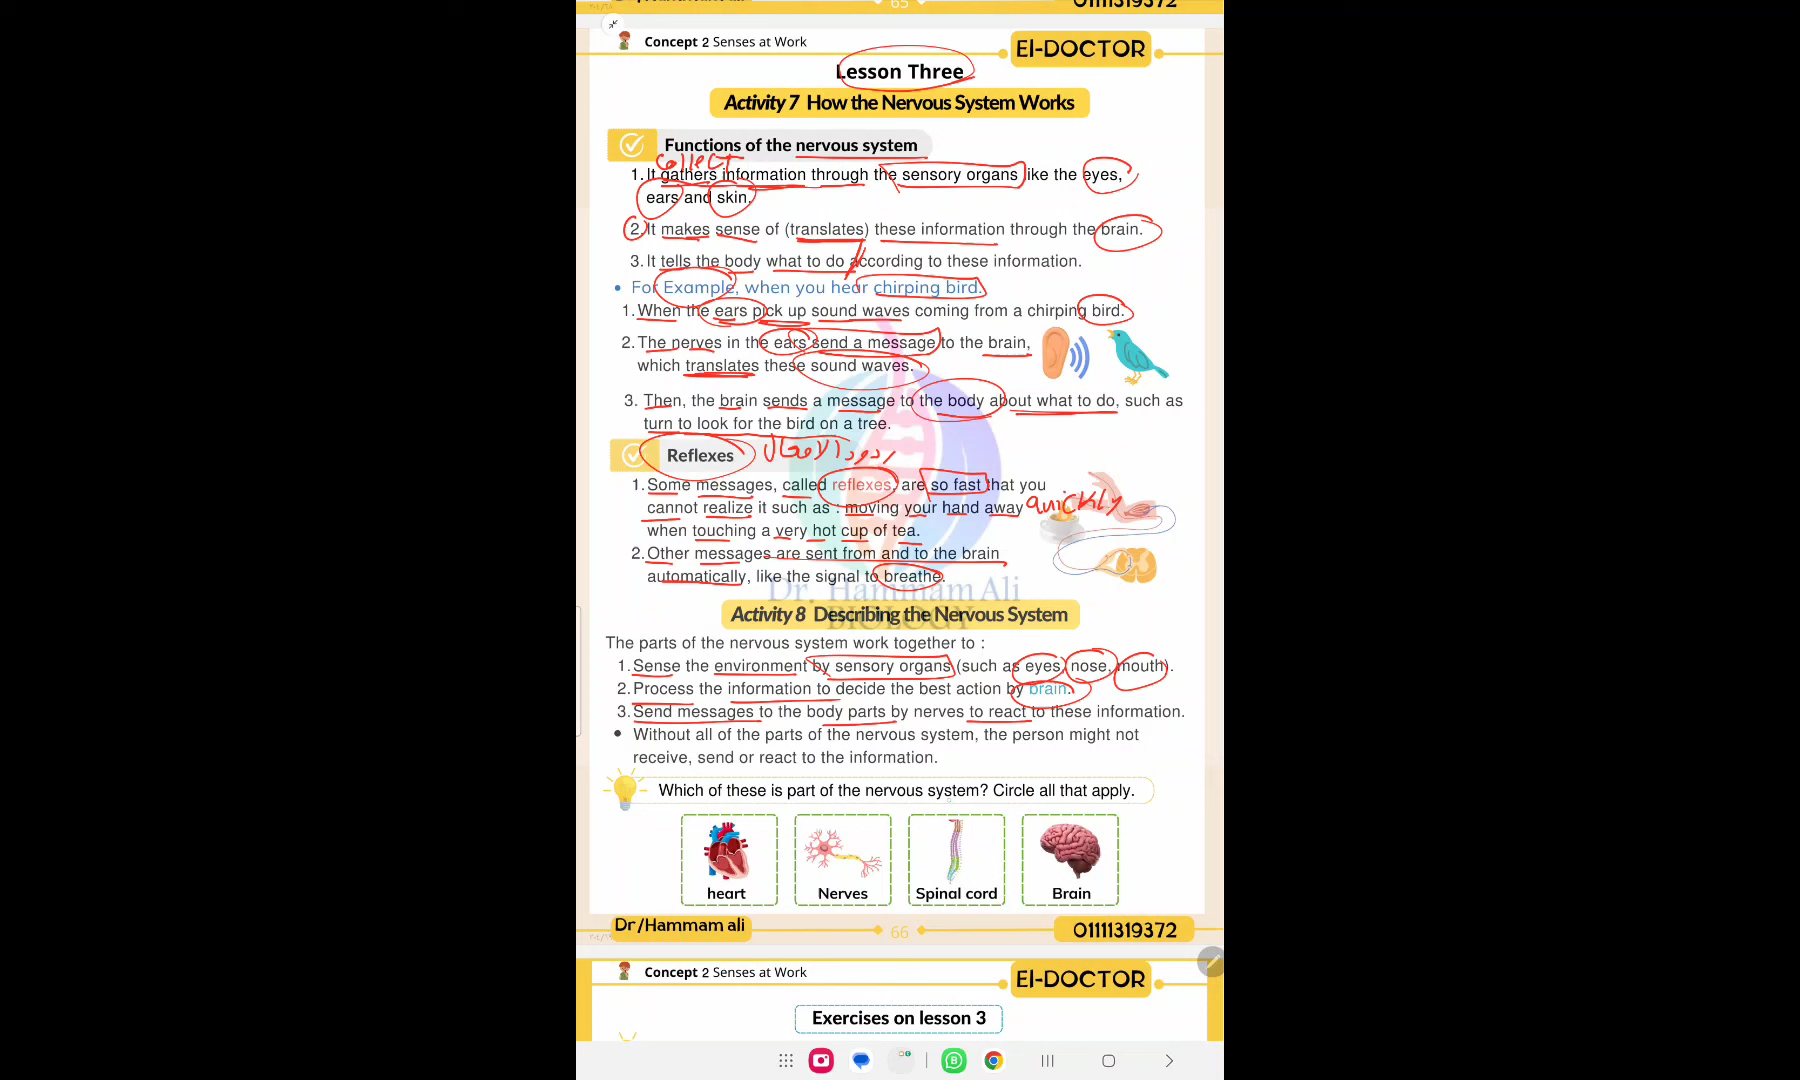 65
01111319372
Concept 2 Senses at Work
El-DOCTOR
Lesson Three
Activity 7 How the Nervous System Works
Functions of the nervous system
collect
1. It gathers information through the sensory organs like the eyes,
ears and skin.
2. It makes sense of (translates) these information through the brain.
3. It tells the body what to do according to these information.
• For Example, when you hear chirping bird.
1. When the ears pick up sound waves coming from a chirping bird.
2. The nerves in the ears send a message to the brain,
which translates these sound waves.
3. Then, the brain sends a message to the body about what to do, such as
turn to look for the bird on a tree.
Reflexes ردود الافعال
1. Some messages, called reflexes, are so fast that you
cannot realize it such as : moving your hand away quickly
when touching a very hot cup of tea.
2. Other messages are sent from and to the brain
automatically, like the signal to breathe.
Dr. Hammam Ali
BIOLOGY
Activity 8 Describing the Nervous System
The parts of the nervous system work together to :
1. Sense the environment by sensory organs (such as eyes, nose, mouth).
2. Process the information to decide the best action by brain.
3. Send messages to the body parts by nerves to react to these information.
• Without all of the parts of the nervous system, the person might not
receive, send or react to the information.
Which of these is part of the nervous system? Circle all that apply.
heart Nerves Spinal cord Brain
Dr/Hammam ali 66 01111319372
Concept 2 Senses at Work
El-DOCTOR
Exercises on lesson 3